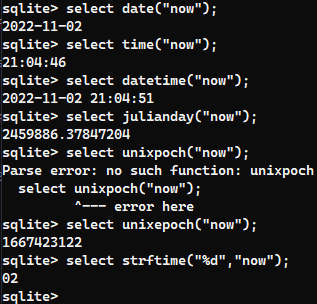 sqlite> select date("now");
2022-11-02
sqlite> select time("now");
21:04:46
sqlite> select datetime("now");
2022-11-02 21:04:51
sqlite> select julianday("now");
2459886.37847204
sqlite> select unixpoch("now");
Parse error: no such function: unixpoch
  select unixpoch("now");
         ^--- error here
sqlite> select unixepoch("now");
1667423122
sqlite> select strftime("%d","now");
02
sqlite>